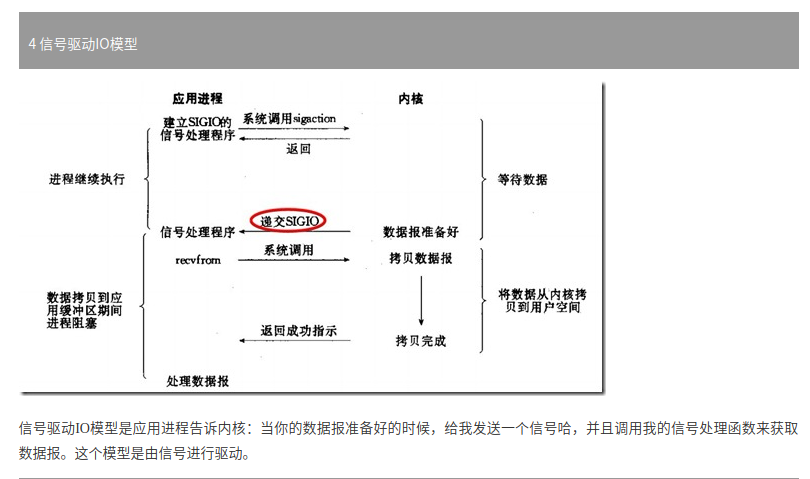 4 信号驱动IO模型
应用进程
内核
建立SIGIO的
信号处理程序
系统调用sigaction
返回
进程继续执行
等待数据
递交SIGIO
信号处理程序
数据报准备好
系统调用
recvfrom
拷贝数据报
数据拷贝到应
用缓冲区期间
进程阻塞
将数据从内核拷
贝到用户空间
返回成功指示
拷贝完成
处理数据报
信号驱动IO模型是应用进程告诉内核：当你的数据报准备好的时候，给我发送一个信号哈，并且调用我的信号处理函数来获取
数据报。这个模型是由信号进行驱动。